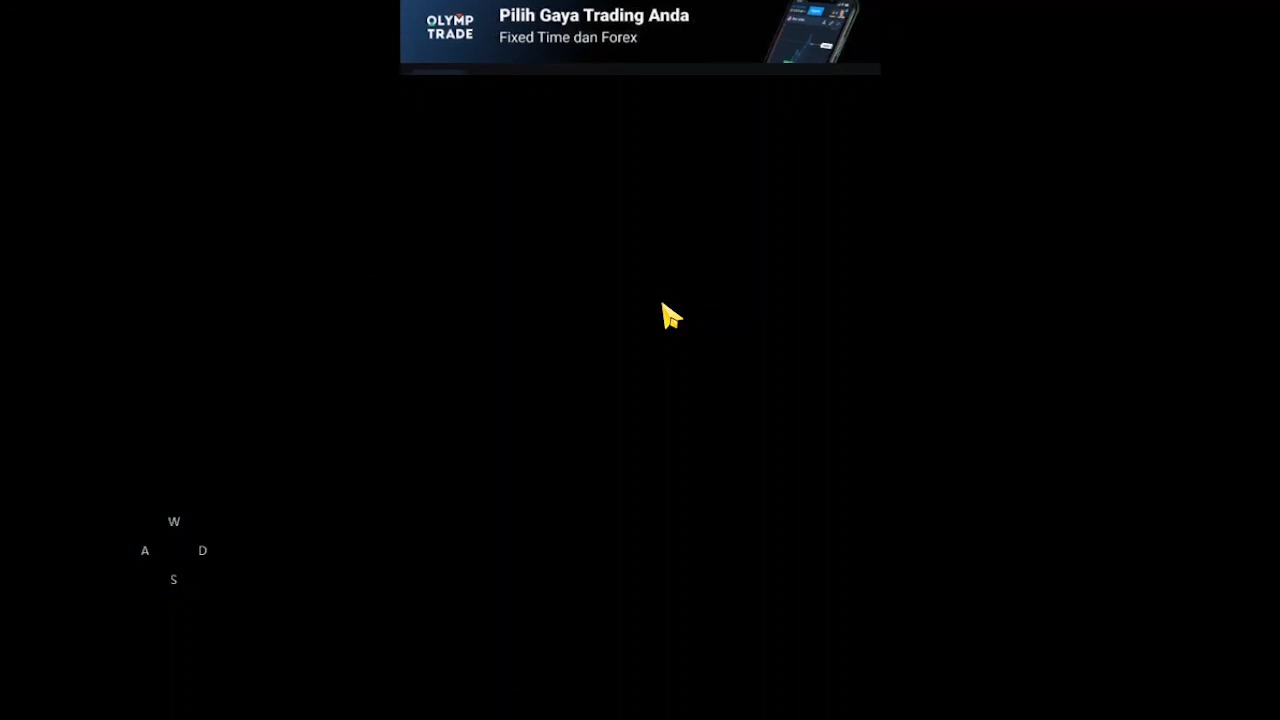 OLYMP
TRADE
Pilih Gaya Trading Anda
Fixed Time dan Forex
W
A D
S